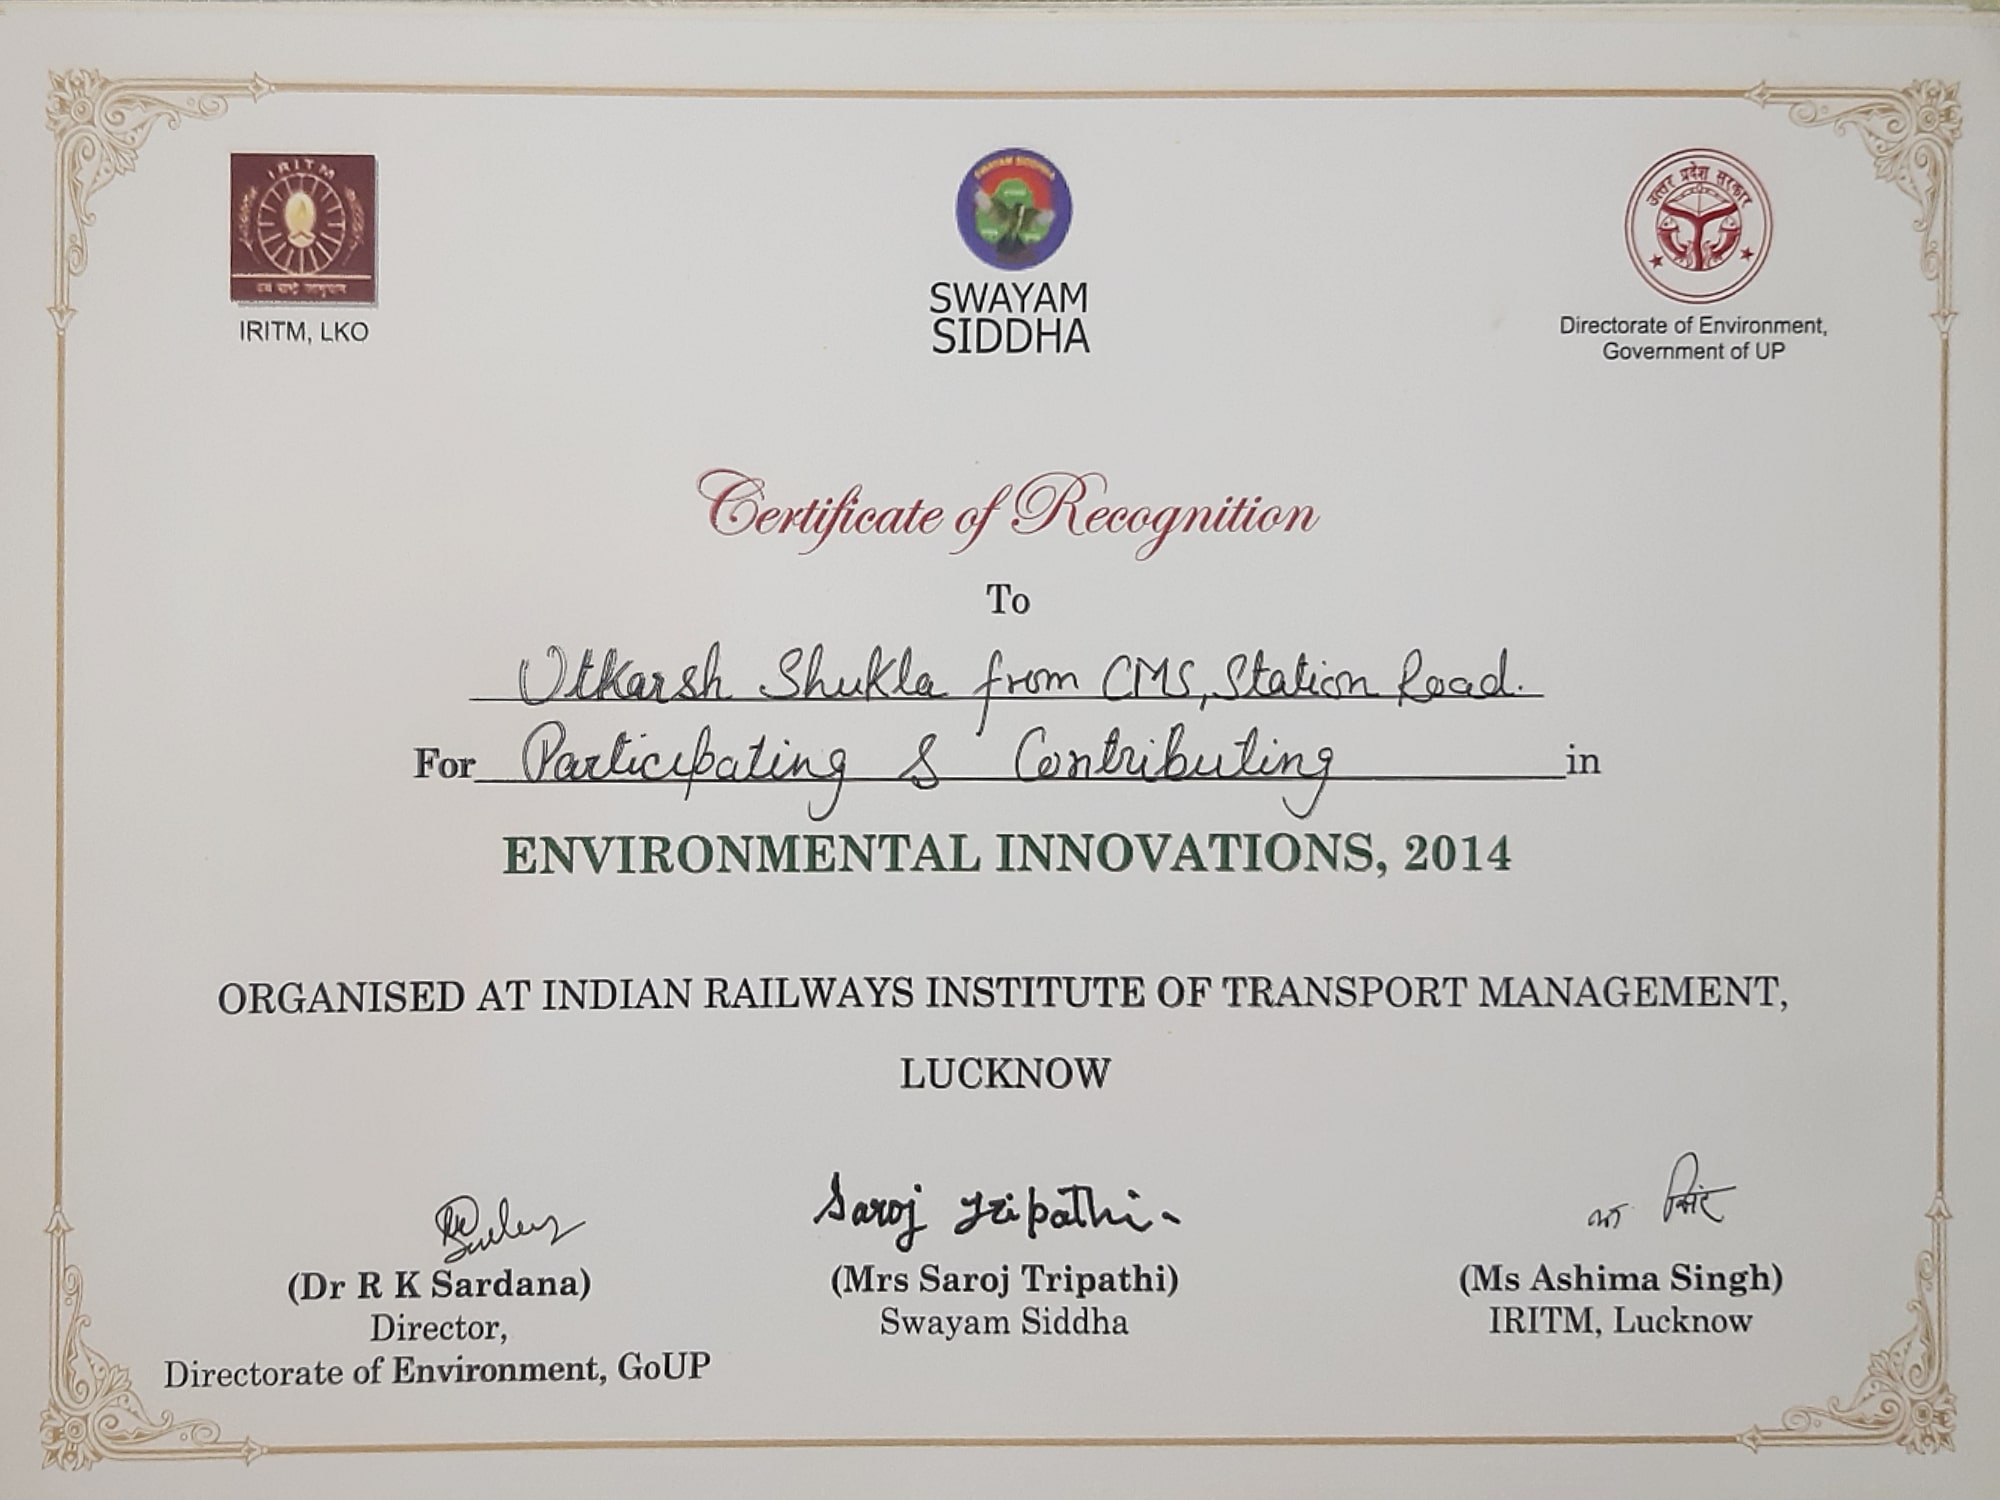 IRITM
IRITM, LKO
SWAYAM SIDDHA
SWAYAM
SIDDHA
उत्तर प्रदेश सरकार
Directorate of Environment,
Government of UP
Certificate of Recognition
To
Utkarsh Shukla from CMS, Station Road.
For Participating & Contributing in
ENVIRONMENTAL INNOVATIONS, 2014
ORGANISED AT INDIAN RAILWAYS INSTITUTE OF TRANSPORT MANAGEMENT,
LUCKNOW
Saroj Tripathi
(Dr R K Sardana) (Mrs Saroj Tripathi) (Ms Ashima Singh)
Director, Swayam Siddha IRITM, Lucknow
Directorate of Environment, GoUP